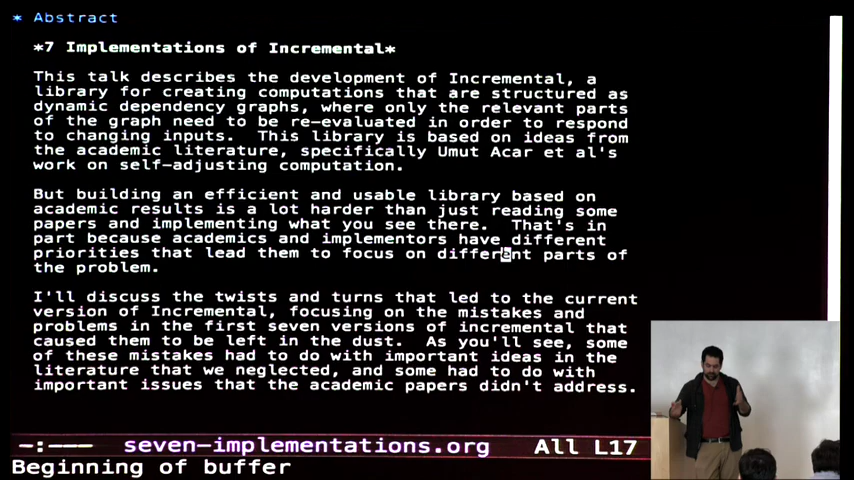 * Abstract
*7 Implementations of Incremental*
This talk describes the development of Incremental, a
library for creating computations that are structured as
dynamic dependency graphs, where only the relevant parts
of the graph need to be re-evaluated in order to respond
to changing inputs.  This library is based on ideas from
the academic literature, specifically Umut Acar et al's
work on self-adjusting computation.
But building an efficient and usable library based on
academic results is a lot harder than just reading some
papers and implementing what you see there.  That's in
part because academics and implementors have different
priorities that lead them to focus on different parts of
the problem.
I'll discuss the twists and turns that led to the current
version of Incremental, focusing on the mistakes and
problems in the first seven versions of incremental that
caused them to be left in the dust.  As you'll see, some
of these mistakes had to do with important ideas in the
literature that we neglected, and some had to do with
important issues that the academic papers didn't address.
-:---  seven-implementations.org    All L17
Beginning of buffer